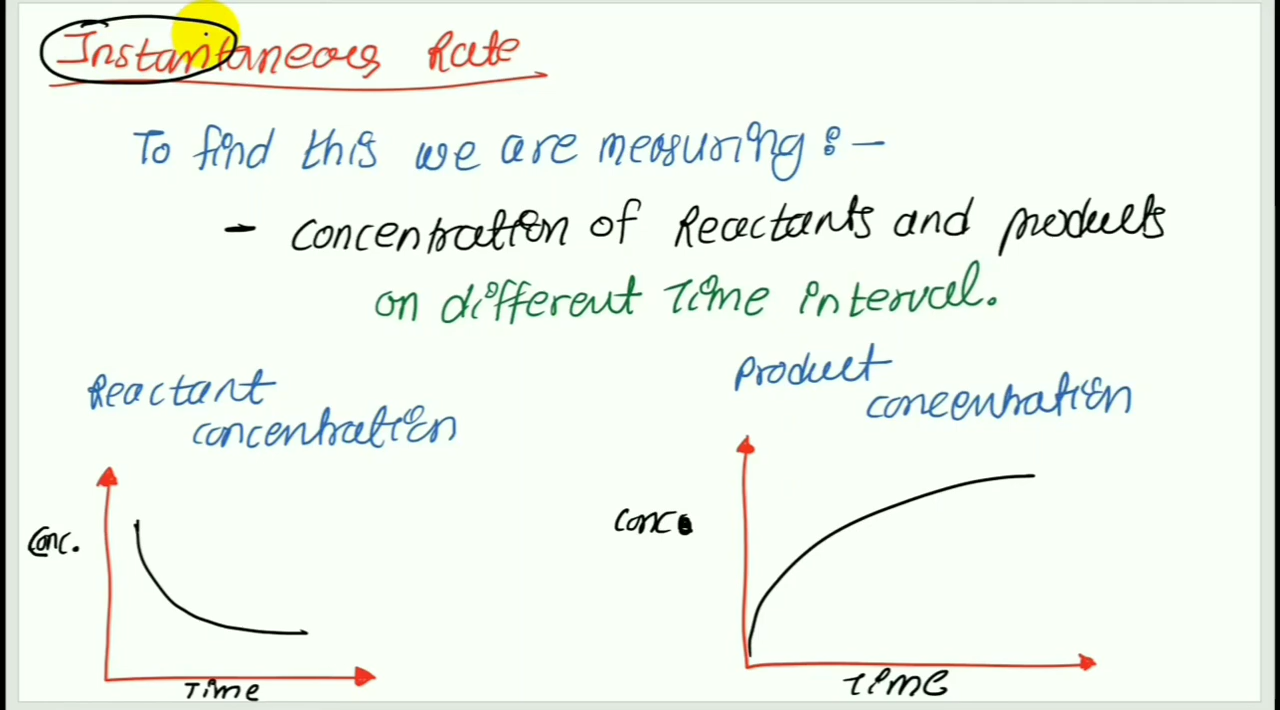 Instantaneous Rate
To find this we are measuring :-
- concentration of Reactants and products
on different Time interval.
Reactant
concentration
Conc.
Time
Product
concentration
Conc.
Time